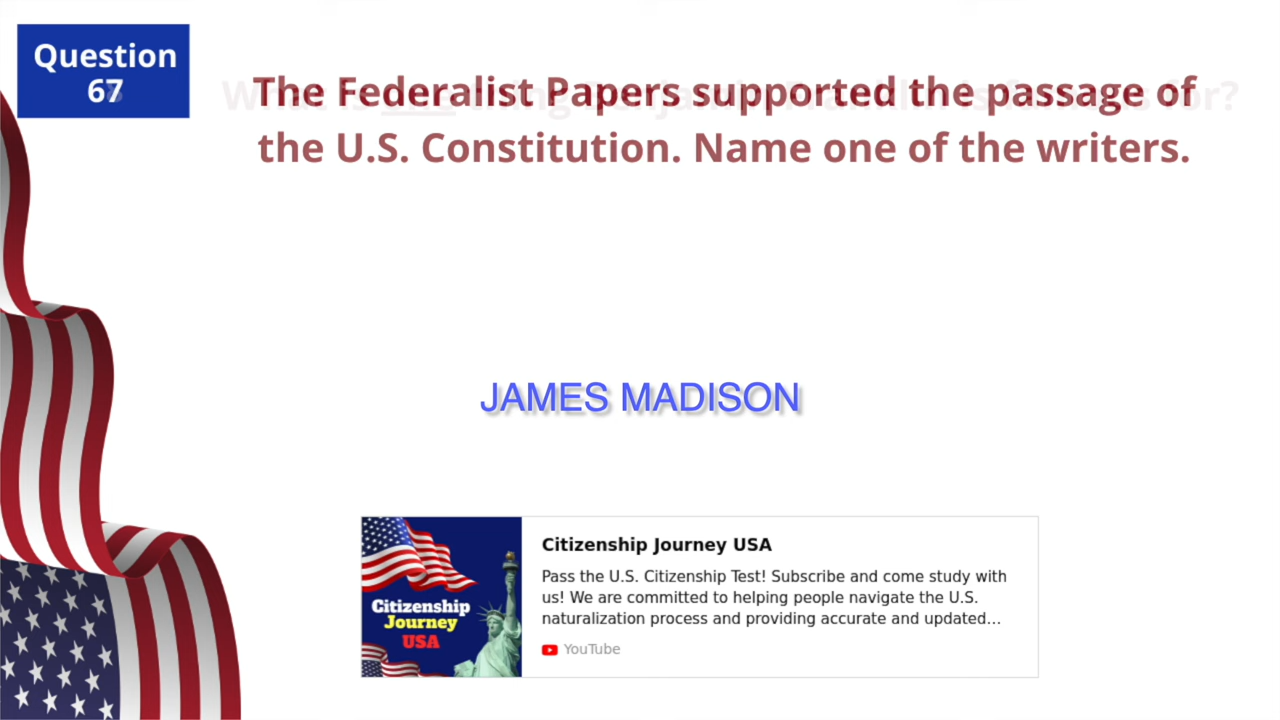 Question
67
The Federalist Papers supported the passage of
the U.S. Constitution. Name one of the writers.
JAMES MADISON
Citizenship Journey USA
Pass the U.S. Citizenship Test! Subscribe and come study with
us! We are committed to helping people navigate the U.S.
naturalization process and providing accurate and updated...
YouTube
Citizenship
Journey
USA